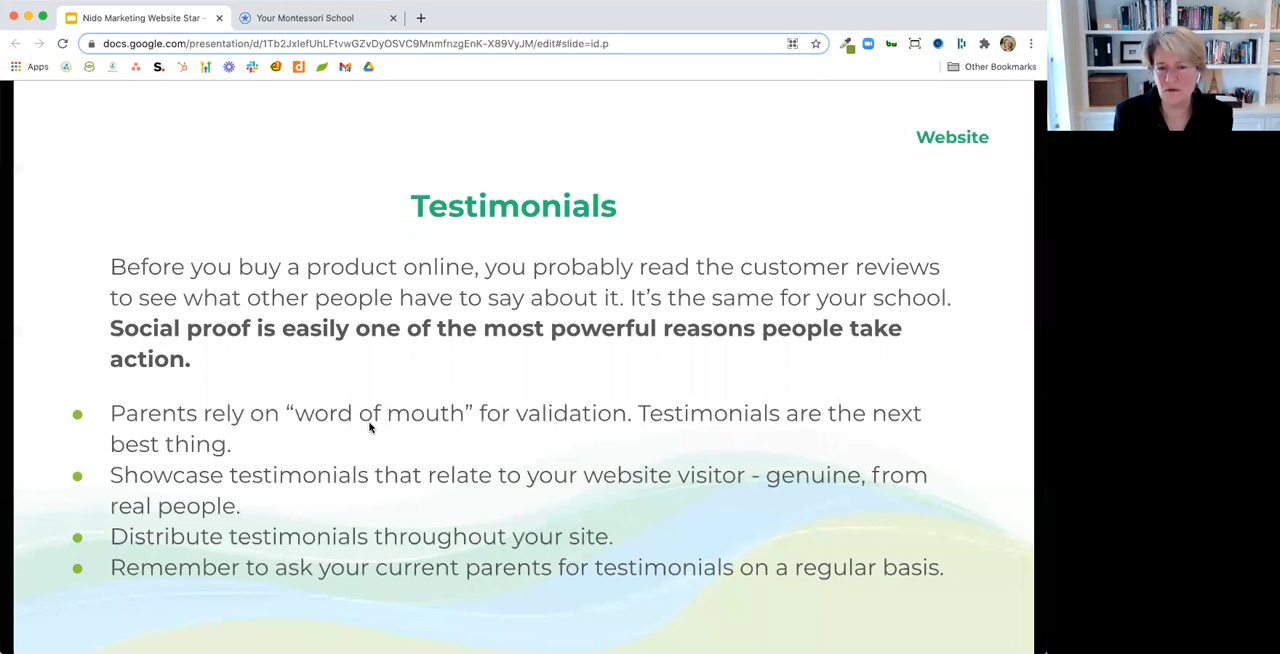 Nido Marketing Website Star -
Your Montessori School
docs.google.com/presentation/d/1Tb2JxIefUhLFtvwGZvDyOSVC9MnmfnzgEnK-X89VyJM/edit#slide=id.p
Apps
S.
Other Bookmarks
Website
Testimonials
Before you buy a product online, you probably read the customer reviews
to see what other people have to say about it. It’s the same for your school.
Social proof is easily one of the most powerful reasons people take
action.
● Parents rely on “word of mouth” for validation. Testimonials are the next
best thing.
● Showcase testimonials that relate to your website visitor - genuine, from
real people.
● Distribute testimonials throughout your site.
● Remember to ask your current parents for testimonials on a regular basis.